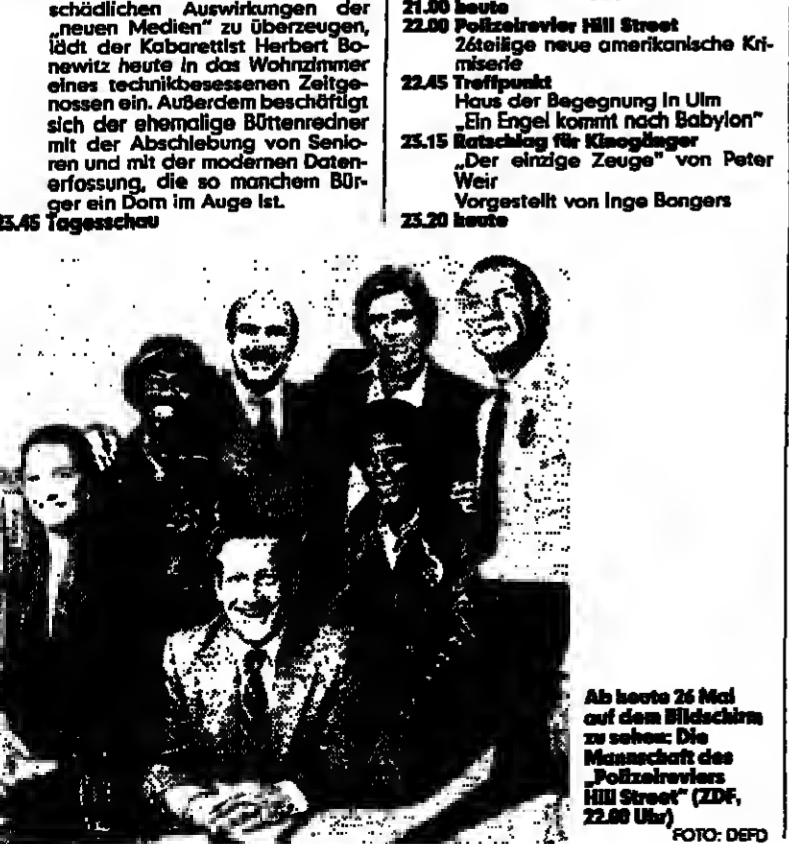 schädlichen Auswirkungen der
„neuen Medien“ zu überzeugen,
lädt der Kabarettist Herbert Bo-
newitz heute in das Wohnzimmer
eines technikbesessenen Zeitge-
nossen ein. Außerdem beschäftigt
sich der ehemalige Büttenredner
mit der Abschiebung von Senio-
ren und mit der modernen Daten-
erfassung, die so manchem Bür-
ger ein Dorn im Auge ist.
23.45 Tagesschau
21.00 heute
22.00 Polizeirevier Hill Street
26teilige neue amerikanische Kri-
miserie
22.45 Treffpunkt
Haus der Begegnung in Ulm
„Ein Engel kommt nach Babylon“
23.15 Ratschlag für Kinogänger
„Der einzige Zeuge“ von Peter
Weir
Vorgestellt von Inge Bongers
23.20 heute
Ab heute 26 Mal
auf dem Bildschirm
zu sehen: Die
Mannschaft des
„Polizeireviers
Hill Street“ (ZDF,
22.00 Uhr)
FOTO: DEFD